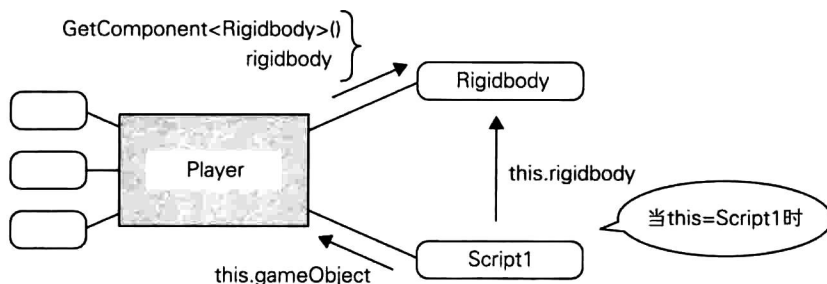 GetComponent<Rigidbody>()
rigidbody
Rigidbody
Player
this.rigidbody
当this=Script1时
Script1
this.gameObject